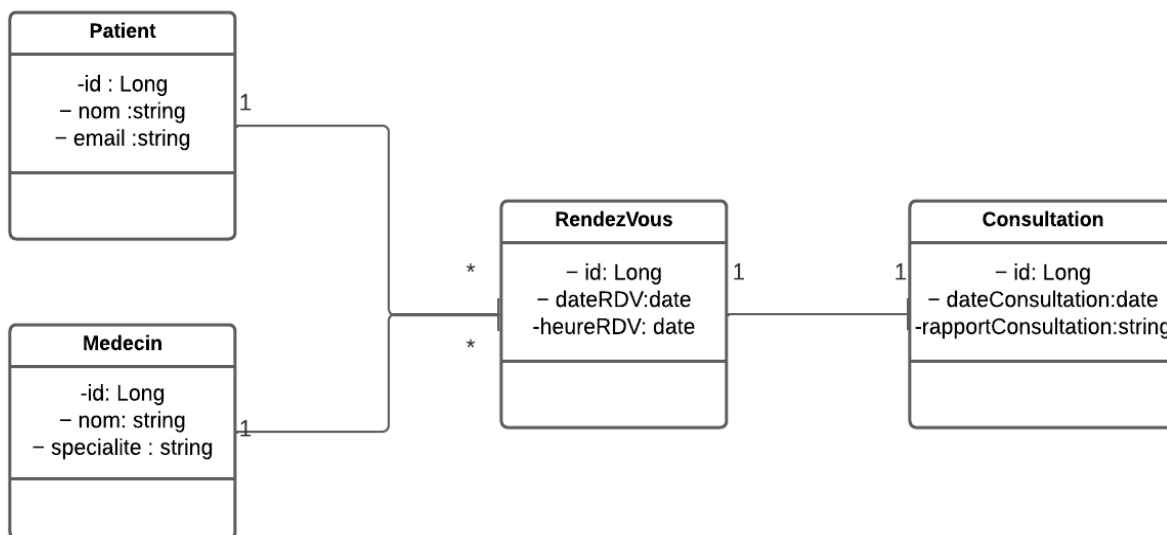 Patient
-id : Long
– nom :string
– email :string
1
Medecin
-id: Long
– nom: string
– specialite : string
1
*
*
RendezVous
– id: Long
– dateRDV:date
-heureRDV: date
1
1
Consultation
– id: Long
– dateConsultation:date
-rapportConsultation:string